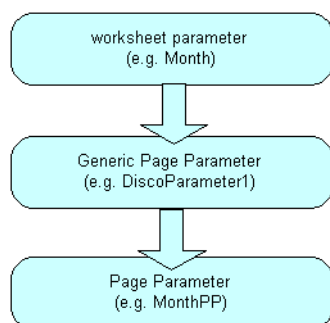 worksheet parameter
(e.g. Month)
Generic Page Parameter
(e.g. DiscoParameter1)
Page Parameter
(e.g. MonthPP)